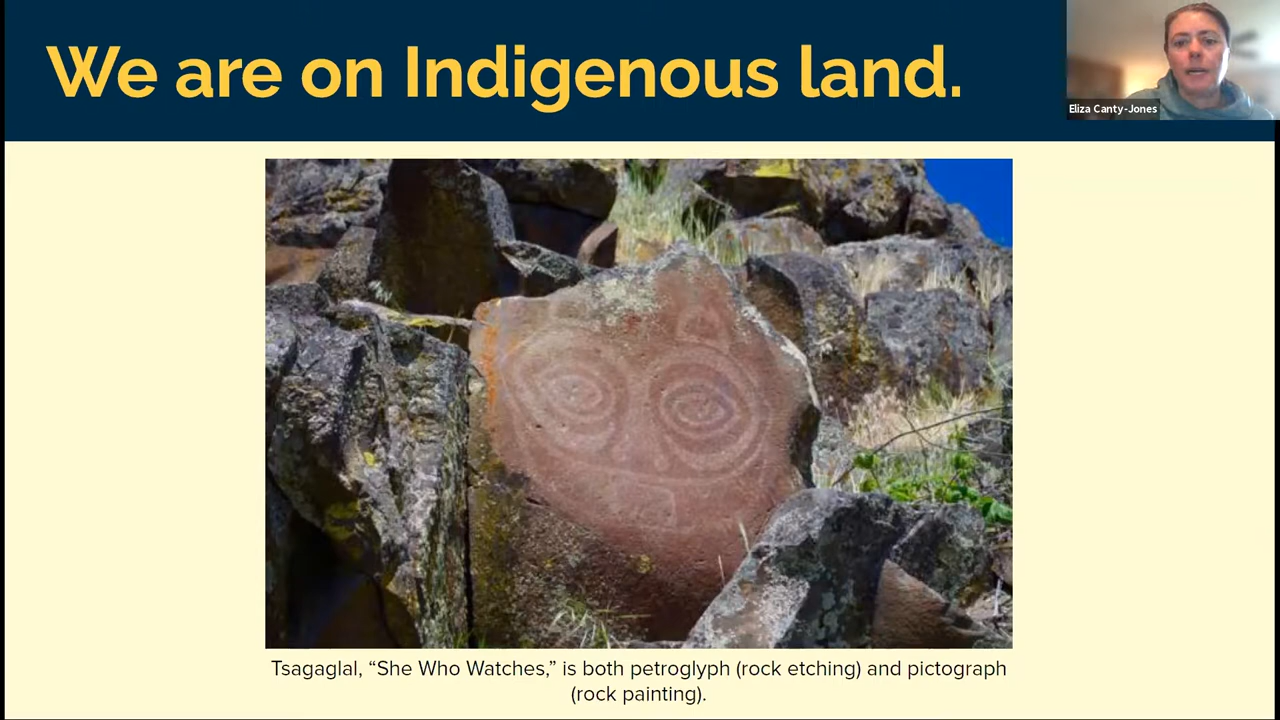 We are on Indigenous land.
Eliza Canty-Jones
Tsagaglal, “She Who Watches,” is both petroglyph (rock etching) and pictograph
(rock painting).